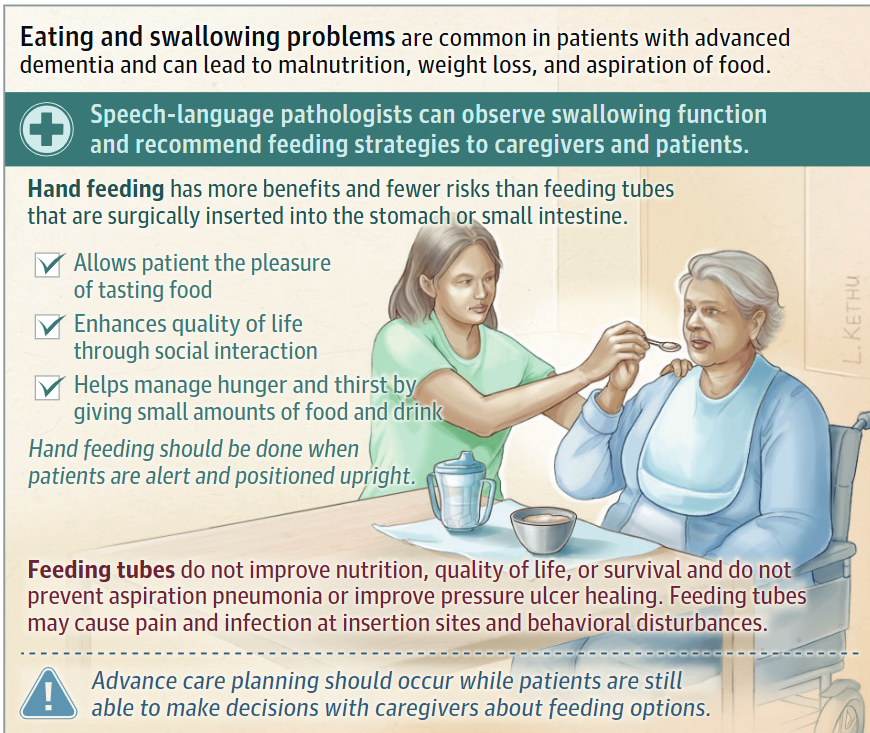 Eating and swallowing problems are common in patients with advanced
dementia and can lead to malnutrition, weight loss, and aspiration of food.
Speech-language pathologists can observe swallowing function
and recommend feeding strategies to caregivers and patients.
Hand feeding has more benefits and fewer risks than feeding tubes
that are surgically inserted into the stomach or small intestine.
Allows patient the pleasure
of tasting food
Enhances quality of life
through social interaction
Helps manage hunger and thirst by
giving small amounts of food and drink
Hand feeding should be done when
patients are alert and positioned upright.
L. KETHU
Feeding tubes do not improve nutrition, quality of life, or survival and do not
prevent aspiration pneumonia or improve pressure ulcer healing. Feeding tubes
may cause pain and infection at insertion sites and behavioral disturbances.
Advance care planning should occur while patients are still
able to make decisions with caregivers about feeding options.